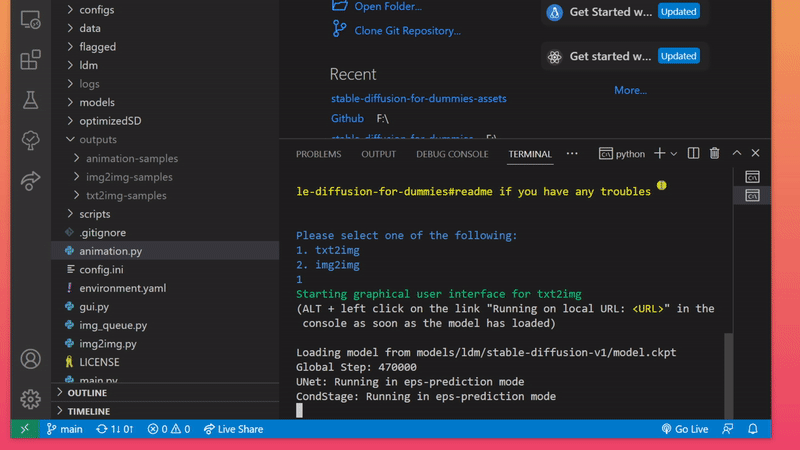 configs
data
flagged
ldm
logs
models
optimizedSD
outputs
animation-samples
img2img-samples
txt2img-samples
scripts
.gitignore
animation.py
config.ini
environment.yaml
gui.py
img_queue.py
img2img.py
LICENSE
main.py
OUTLINE
TIMELINE
Open Folder...
Clone Git Repository...
Recent
stable-diffusion-for-dummies-assets
Github F:\
stable-diffusion-for-dummies F:\
Get Started w... Updated
Get started w... Updated
More...
PROBLEMS OUTPUT DEBUG CONSOLE TERMINAL ... python
le-diffusion-for-dummies#readme if you have any troubles
Please select one of the following:
1. txt2img
2. img2img
1
Starting graphical user interface for txt2img
(ALT + left click on the link "Running on local URL: <URL>" in the
console as soon as the model has loaded)
Loading model from models/ldm/stable-diffusion-v1/model.ckpt
Global Step: 470000
UNet: Running in eps-prediction mode
CondStage: Running in eps-prediction mode
main 1↓ 0↑ 0 0 Live Share Go Live